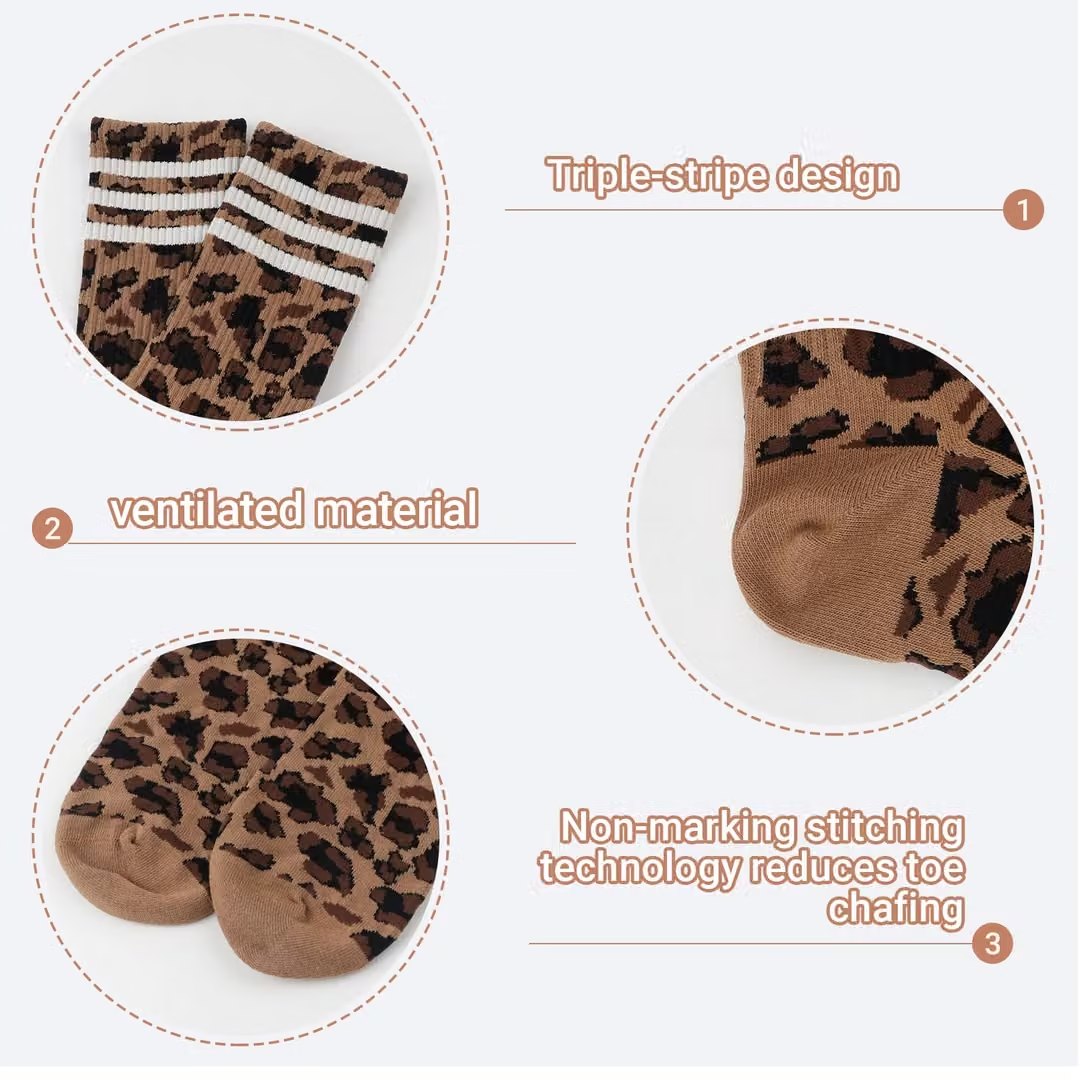 Triple-stripe design
1
ventilated material
2
Non-marking stitching
technology reduces toe
chafing
3